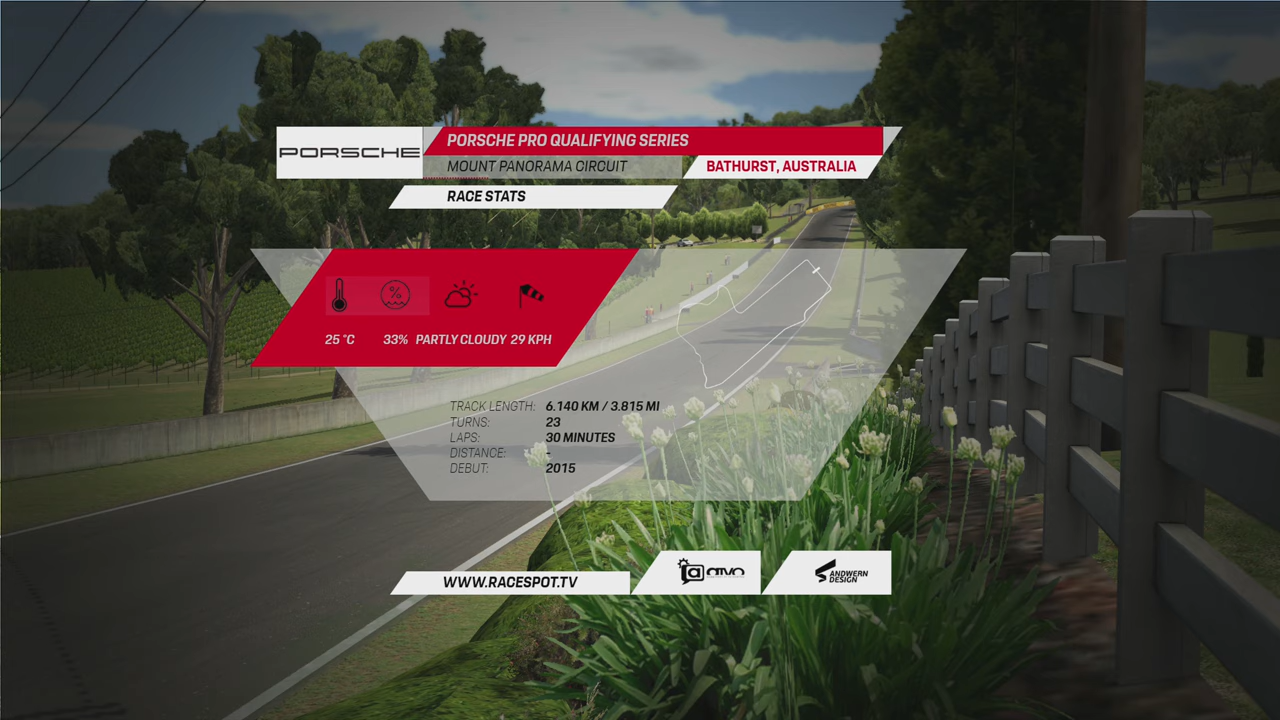 PORSCHE
PORSCHE PRO QUALIFYING SERIES
MOUNT PANORAMA CIRCUIT
BATHURST, AUSTRALIA
RACE STATS
%
25 °C 33% PARTLY CLOUDY 29 KPH
TRACK LENGTH: 6.140 KM / 3.815 MI
TURNS: 23
LAPS: 30 MINUTES
DISTANCE: -
DEBUT: 2015
WWW.RACESPOT.TV
ANDWERN
DESIGN